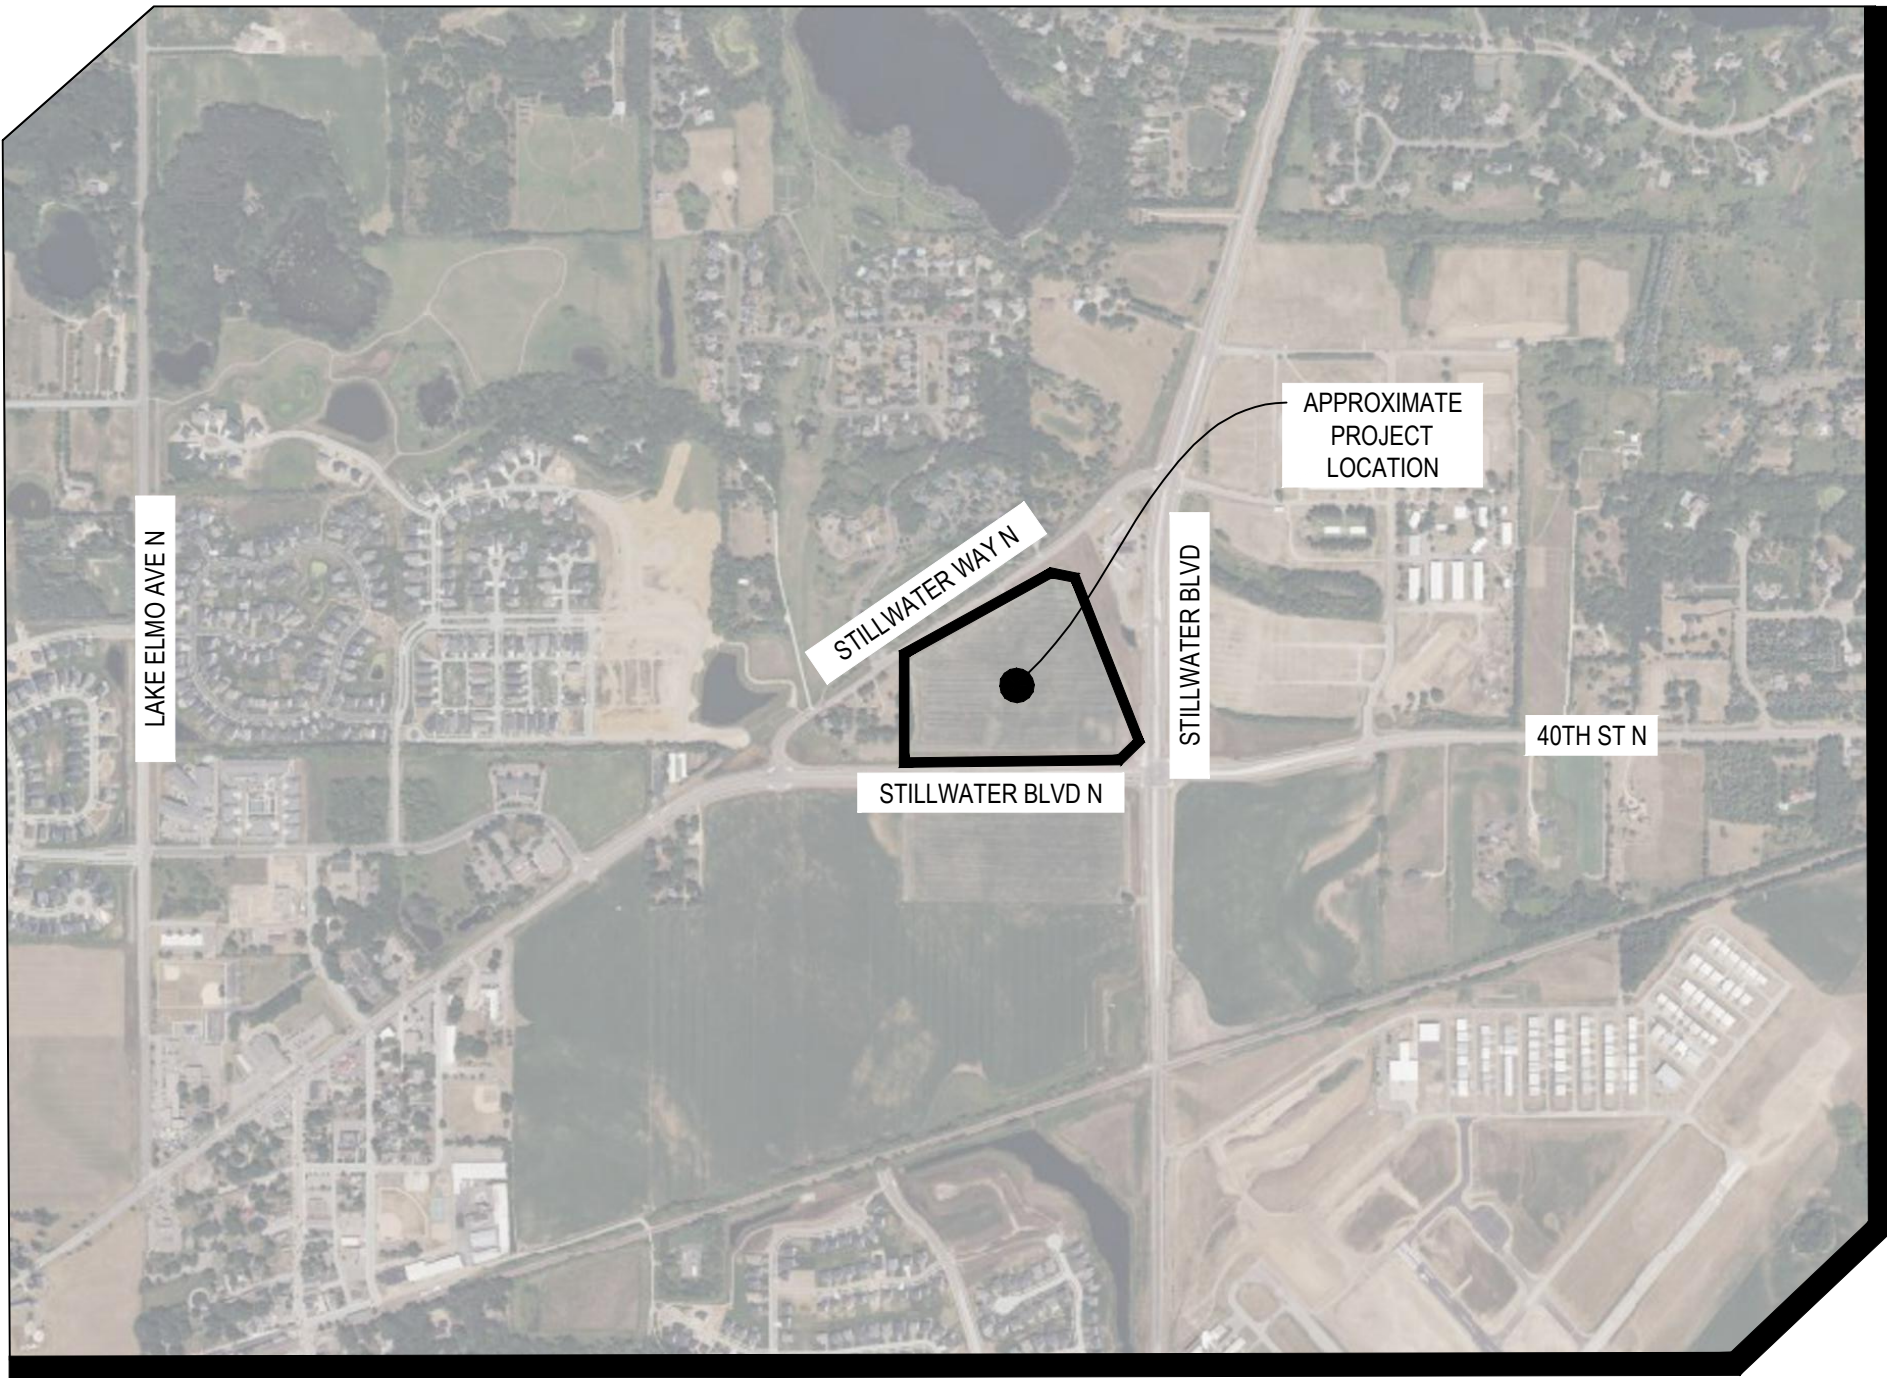 APPROXIMATE
PROJECT
LOCATION
STILLWATER WAY N
LAKE ELMO AVE N
STILLWATER BLVD
40TH ST N
STILLWATER BLVD N